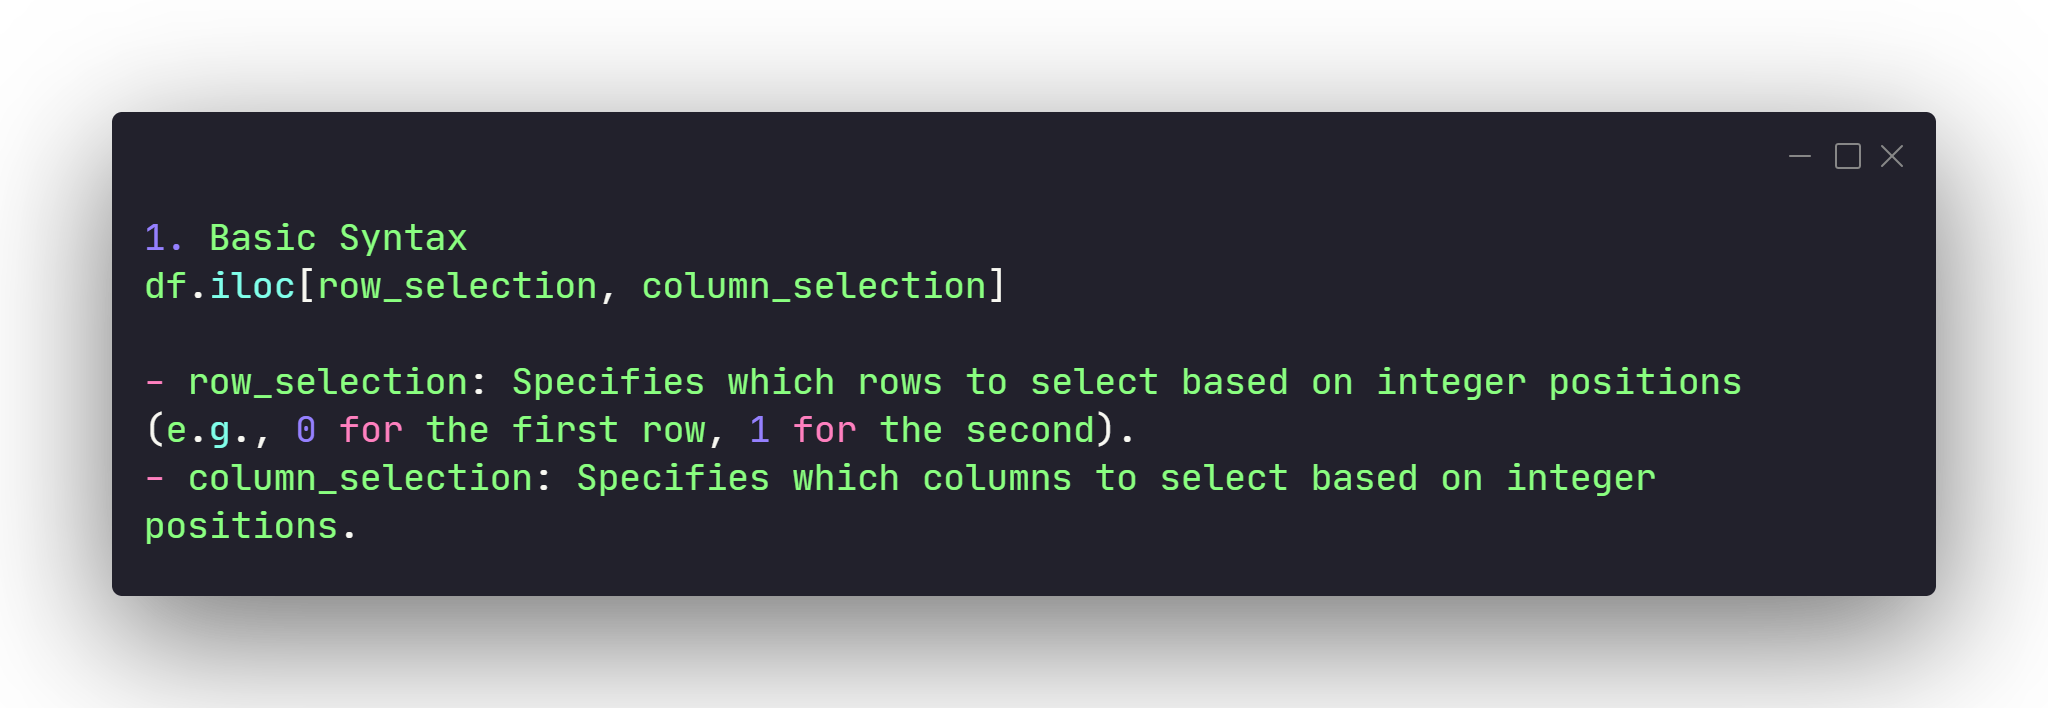 1. Basic Syntax
df.iloc[row_selection, column_selection]
- row_selection: Specifies which rows to select based on integer positions
(e.g., 0 for the first row, 1 for the second).
- column_selection: Specifies which columns to select based on integer
positions.